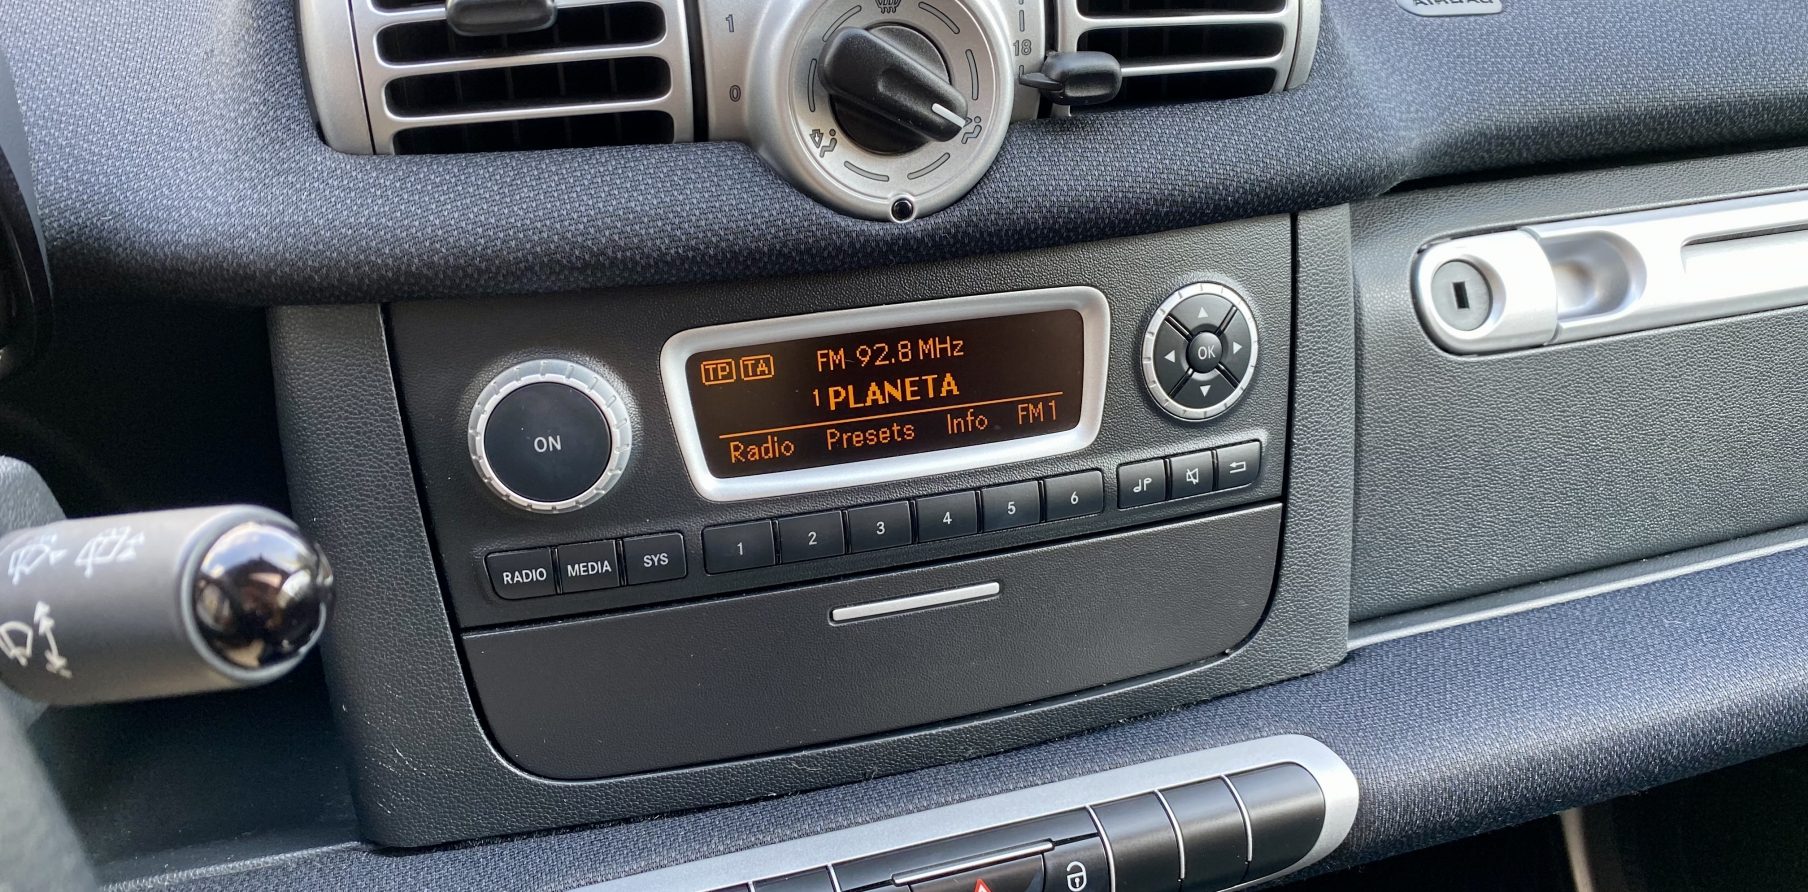 AIRBAG
1
18
0
TP TA FM 92.8 MHz
1 PLANETA
Radio Presets Info FM1
ON
OK
RADIO MEDIA SYS 1 2 3 4 5 6